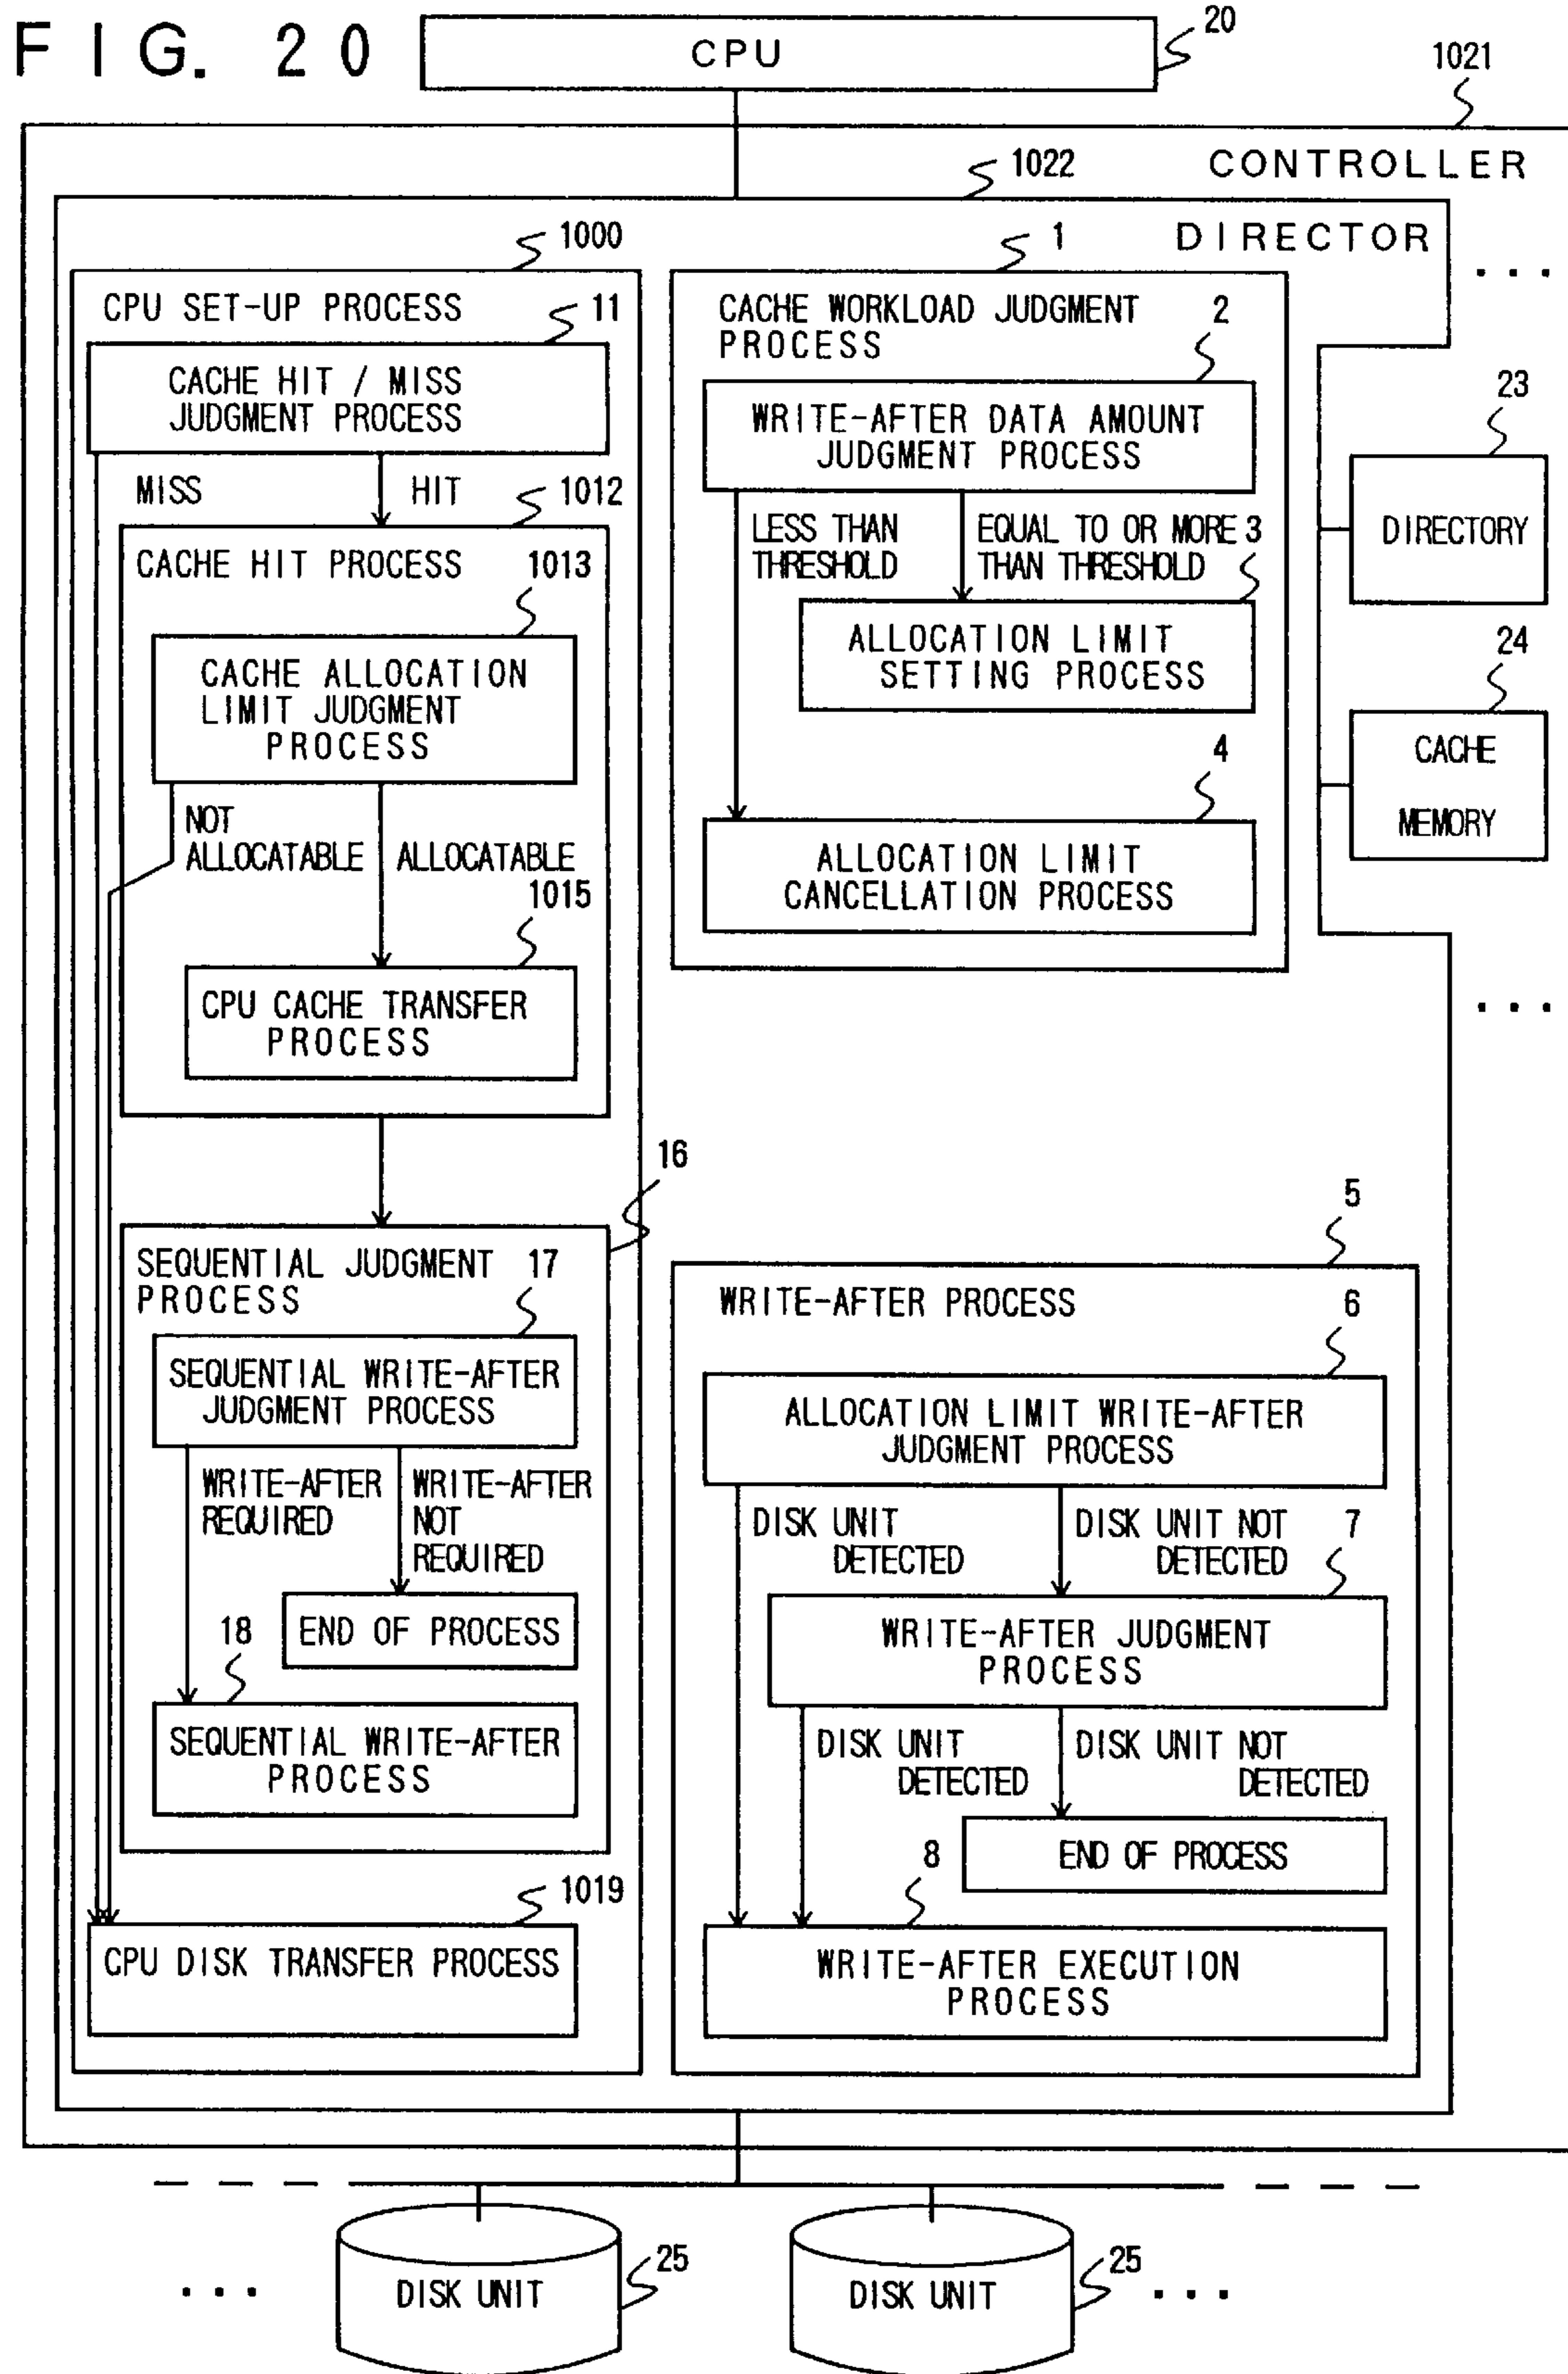 FIG. 20
CPU
20
1021
CONTROLLER
1022
DIRECTOR
1000
CPU SET-UP PROCESS
11
CACHE HIT / MISS
JUDGMENT PROCESS
MISS
HIT
1012
CACHE HIT PROCESS
1013
CACHE ALLOCATION
LIMIT JUDGMENT
PROCESS
NOT
ALLOCATABLE
ALLOCATABLE
1015
CPU CACHE TRANSFER
PROCESS
16
SEQUENTIAL JUDGMENT
PROCESS
17
SEQUENTIAL WRITE-AFTER
JUDGMENT PROCESS
WRITE-AFTER
REQUIRED
WRITE-AFTER
NOT
REQUIRED
END OF PROCESS
18
SEQUENTIAL WRITE-AFTER
PROCESS
1019
CPU DISK TRANSFER PROCESS
1
CACHE WORKLOAD JUDGMENT
PROCESS
2
WRITE-AFTER DATA AMOUNT
JUDGMENT PROCESS
LESS THAN
THRESHOLD
EQUAL TO OR MORE
THAN THRESHOLD
3
ALLOCATION LIMIT
SETTING PROCESS
4
ALLOCATION LIMIT
CANCELLATION PROCESS
...
23
DIRECTORY
24
CACHE
MEMORY
...
5
WRITE-AFTER PROCESS
6
ALLOCATION LIMIT WRITE-AFTER
JUDGMENT PROCESS
DISK UNIT
DETECTED
DISK UNIT NOT
DETECTED
7
WRITE-AFTER JUDGMENT
PROCESS
DISK UNIT
DETECTED
DISK UNIT NOT
DETECTED
END OF PROCESS
8
WRITE-AFTER EXECUTION
PROCESS
...
DISK UNIT
25
DISK UNIT
25
...